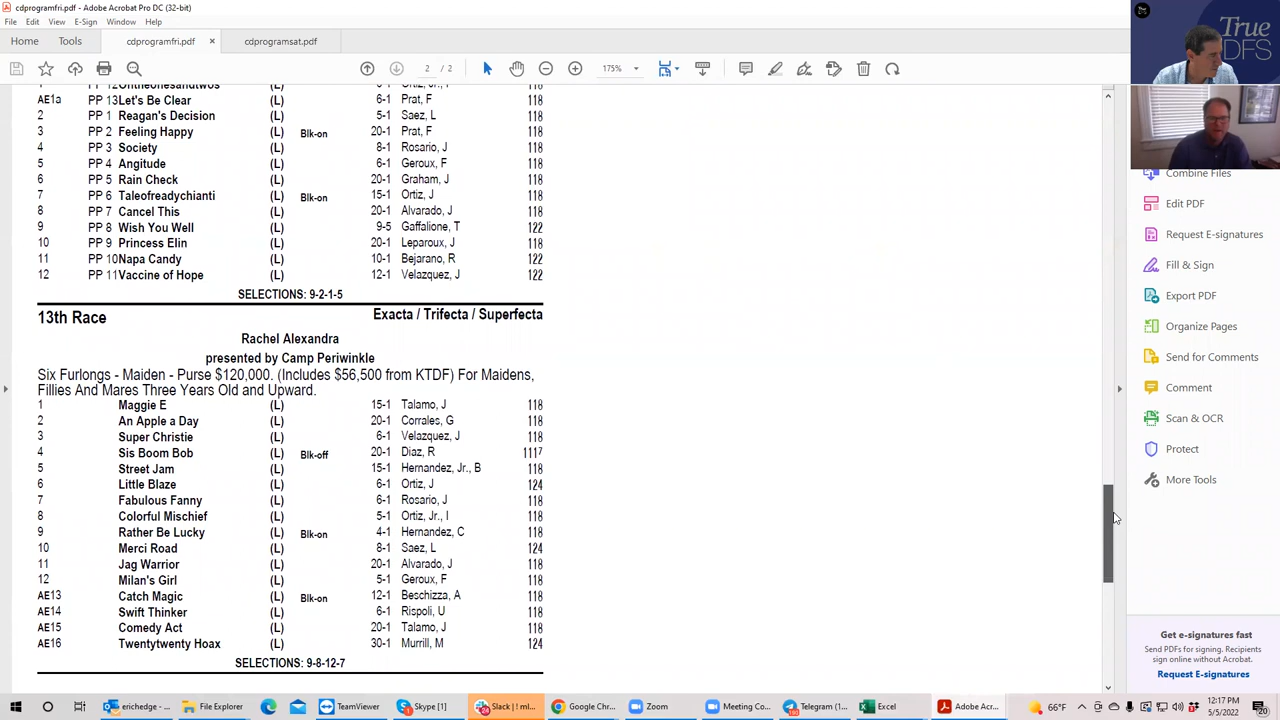 cdprogramfri.pdf - Adobe Acrobat Pro DC (32-bit)
File Edit View E-Sign Window Help
Home Tools cdprogramfri.pdf × cdprogramsat.pdf
2 / 2 175%
True
DFS
AE1a PP 13 Let's Be Clear (L) 6-1 Prat, F 118
2 PP 1 Reagan's Decision (L) 5-1 Saez, L 118
3 PP 2 Feeling Happy (L) Blk-on 20-1 Prat, F 118
4 PP 3 Society (L) 8-1 Rosario, J 118
5 PP 4 Angitude (L) 6-1 Geroux, F 118
6 PP 5 Rain Check (L) 20-1 Graham, J 118
7 PP 6 Taleofreadychianti (L) Blk-on 15-1 Ortiz, J 118
8 PP 7 Cancel This (L) 20-1 Alvarado, J 118
9 PP 8 Wish You Well (L) 9-5 Gaffalione, T 122
10 PP 9 Princess Elin (L) 20-1 Leparoux, J 118
11 PP 10 Napa Candy (L) 10-1 Bejarano, R 122
12 PP 11 Vaccine of Hope (L) 12-1 Velazquez, J 122
SELECTIONS: 9-2-1-5
13th Race Exacta / Trifecta / Superfecta
Rachel Alexandra
presented by Camp Periwinkle
Six Furlongs - Maiden - Purse $120,000. (Includes $56,500 from KTDF) For Maidens,
Fillies And Mares Three Years Old and Upward.
1 Maggie E (L) 15-1 Talamo, J 118
2 An Apple a Day (L) 20-1 Corrales, G 118
3 Super Christie (L) 6-1 Velazquez, J 118
4 Sis Boom Bob (L) Blk-off 20-1 Diaz, R 111⁷
5 Street Jam (L) 15-1 Hernandez, Jr., B 118
6 Little Blaze (L) 6-1 Ortiz, J 124
7 Fabulous Fanny (L) 6-1 Rosario, J 118
8 Colorful Mischief (L) 5-1 Ortiz, Jr., I 118
9 Rather Be Lucky (L) Blk-on 4-1 Hernandez, C 118
10 Merci Road (L) 8-1 Saez, L 124
11 Jag Warrior (L) 20-1 Alvarado, J 118
12 Milan's Girl (L) 5-1 Geroux, F 118
AE13 Catch Magic (L) Blk-on 12-1 Beschizza, A 118
AE14 Swift Thinker (L) 6-1 Rispoli, U 118
AE15 Comedy Act (L) 20-1 Talamo, J 118
AE16 Twentytwenty Hoax (L) 30-1 Murrill, M 124
SELECTIONS: 9-8-12-7
Combine Files
Edit PDF
Request E-signatures
Fill & Sign
Export PDF
Organize Pages
Send for Comments
Comment
Scan & OCR
Protect
More Tools
Get e-signatures fast
Send PDFs for signing. Recipients
sign online without Acrobat.
Request E-signatures
erichedge - ... File Explorer TeamViewer Skype [1] Slack | ! ml... Google Chr... Zoom Meeting Co... Telegram (1... Excel Adobe Acr... 66°F 12:17 PM
5/5/2022